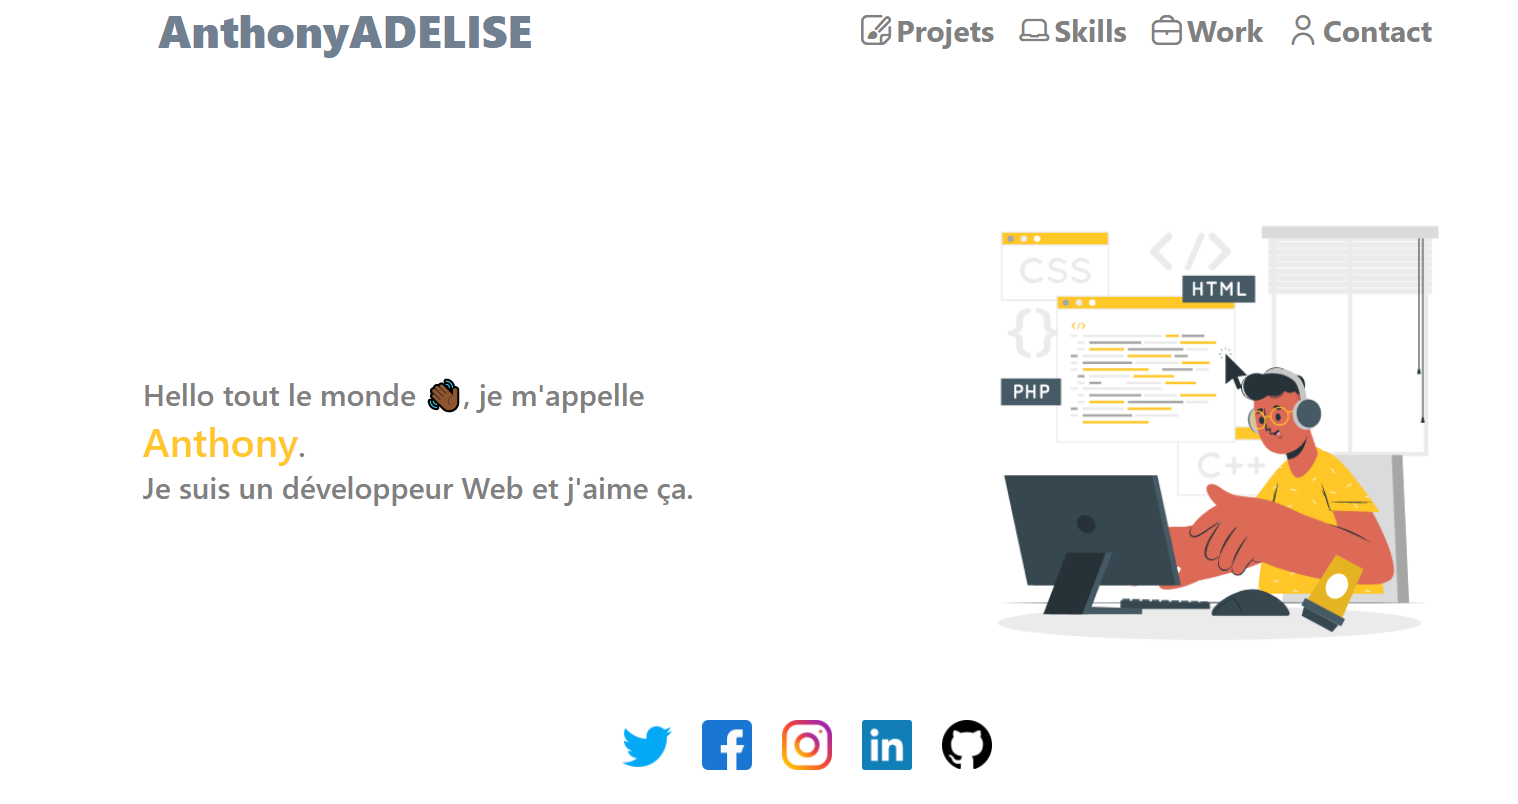 AnthonyADELISE
Projets Skills Work Contact
CSS
</>
HTML
{}
</>
PHP
C++
Hello tout le monde 👋🏾, je m'appelle
Anthony.
Je suis un développeur Web et j'aime ça.
in